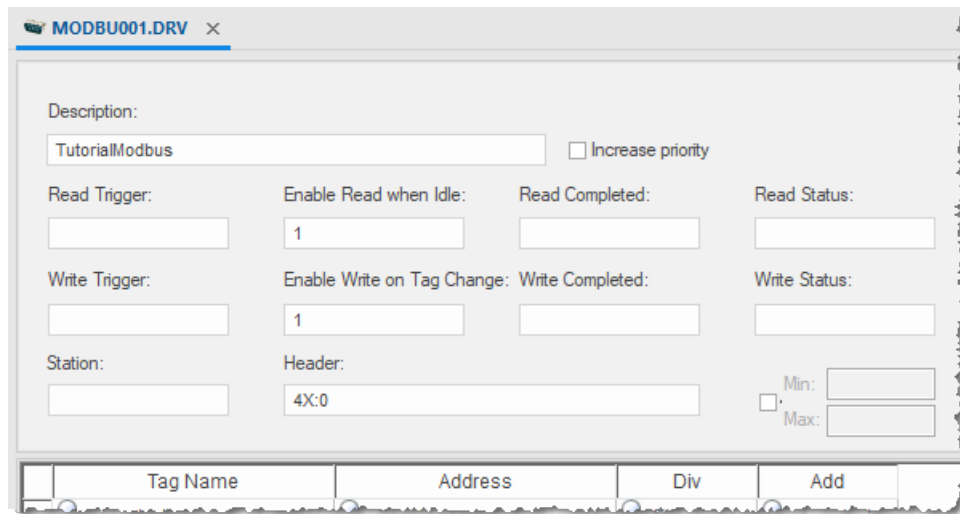 MODBU001.DRV ×
Description:
TutorialModbus
Increase priority
Read Trigger: Enable Read when Idle: Read Completed: Read Status:
1
Write Trigger: Enable Write on Tag Change: Write Completed: Write Status:
1
Station: Header:
4X:0
Min:
Max:
Tag Name Address Div Add